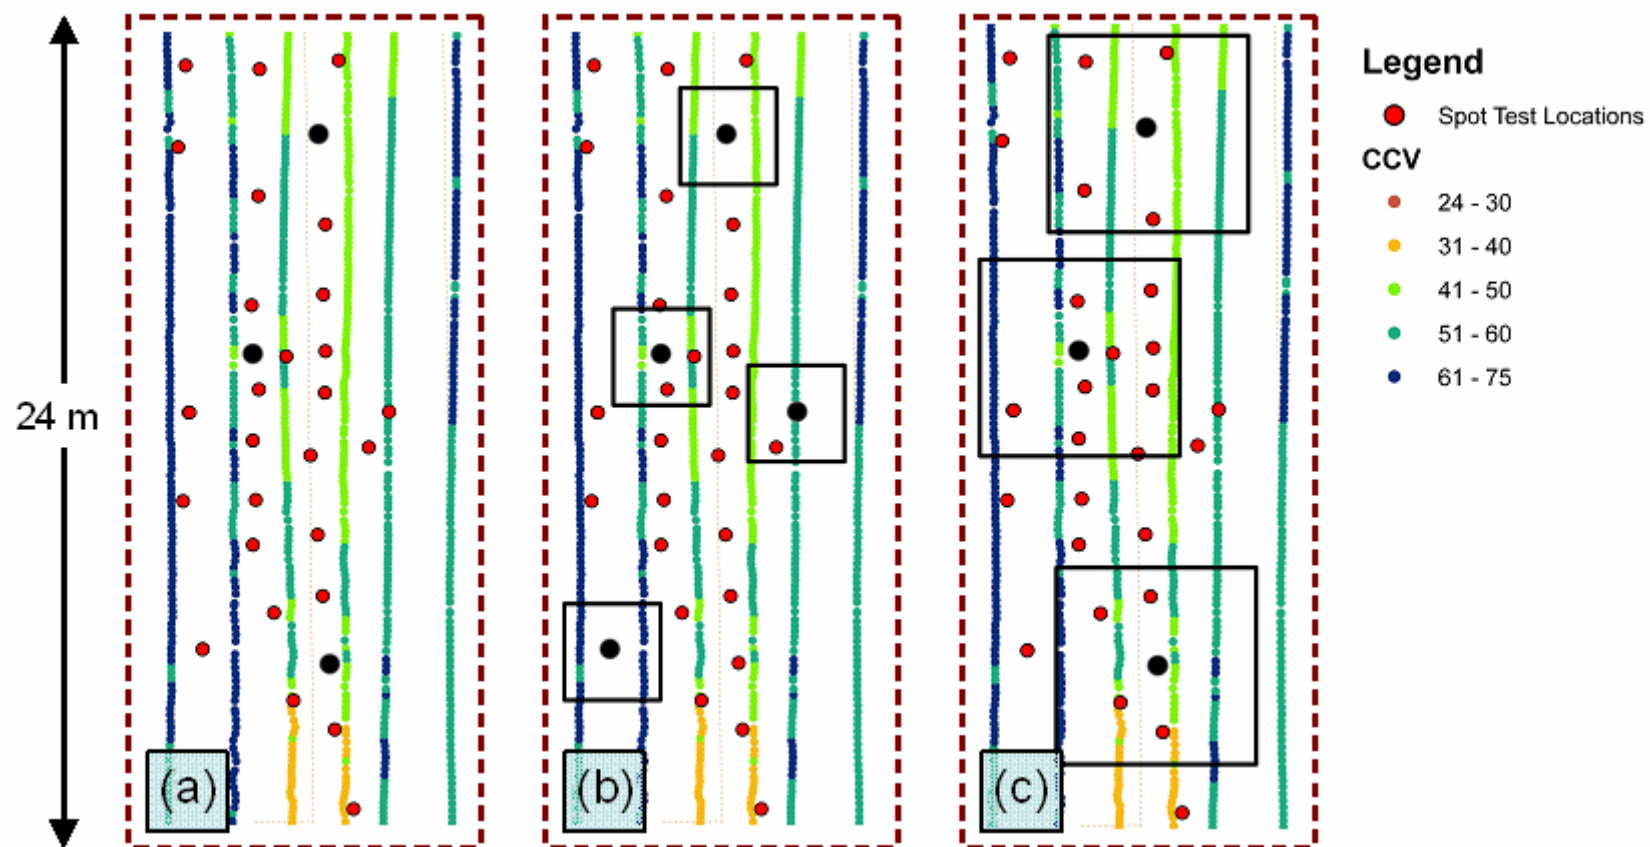 24 m
(a)
(b)
(c)
Legend
Spot Test Locations
CCV
24 - 30
31 - 40
41 - 50
51 - 60
61 - 75